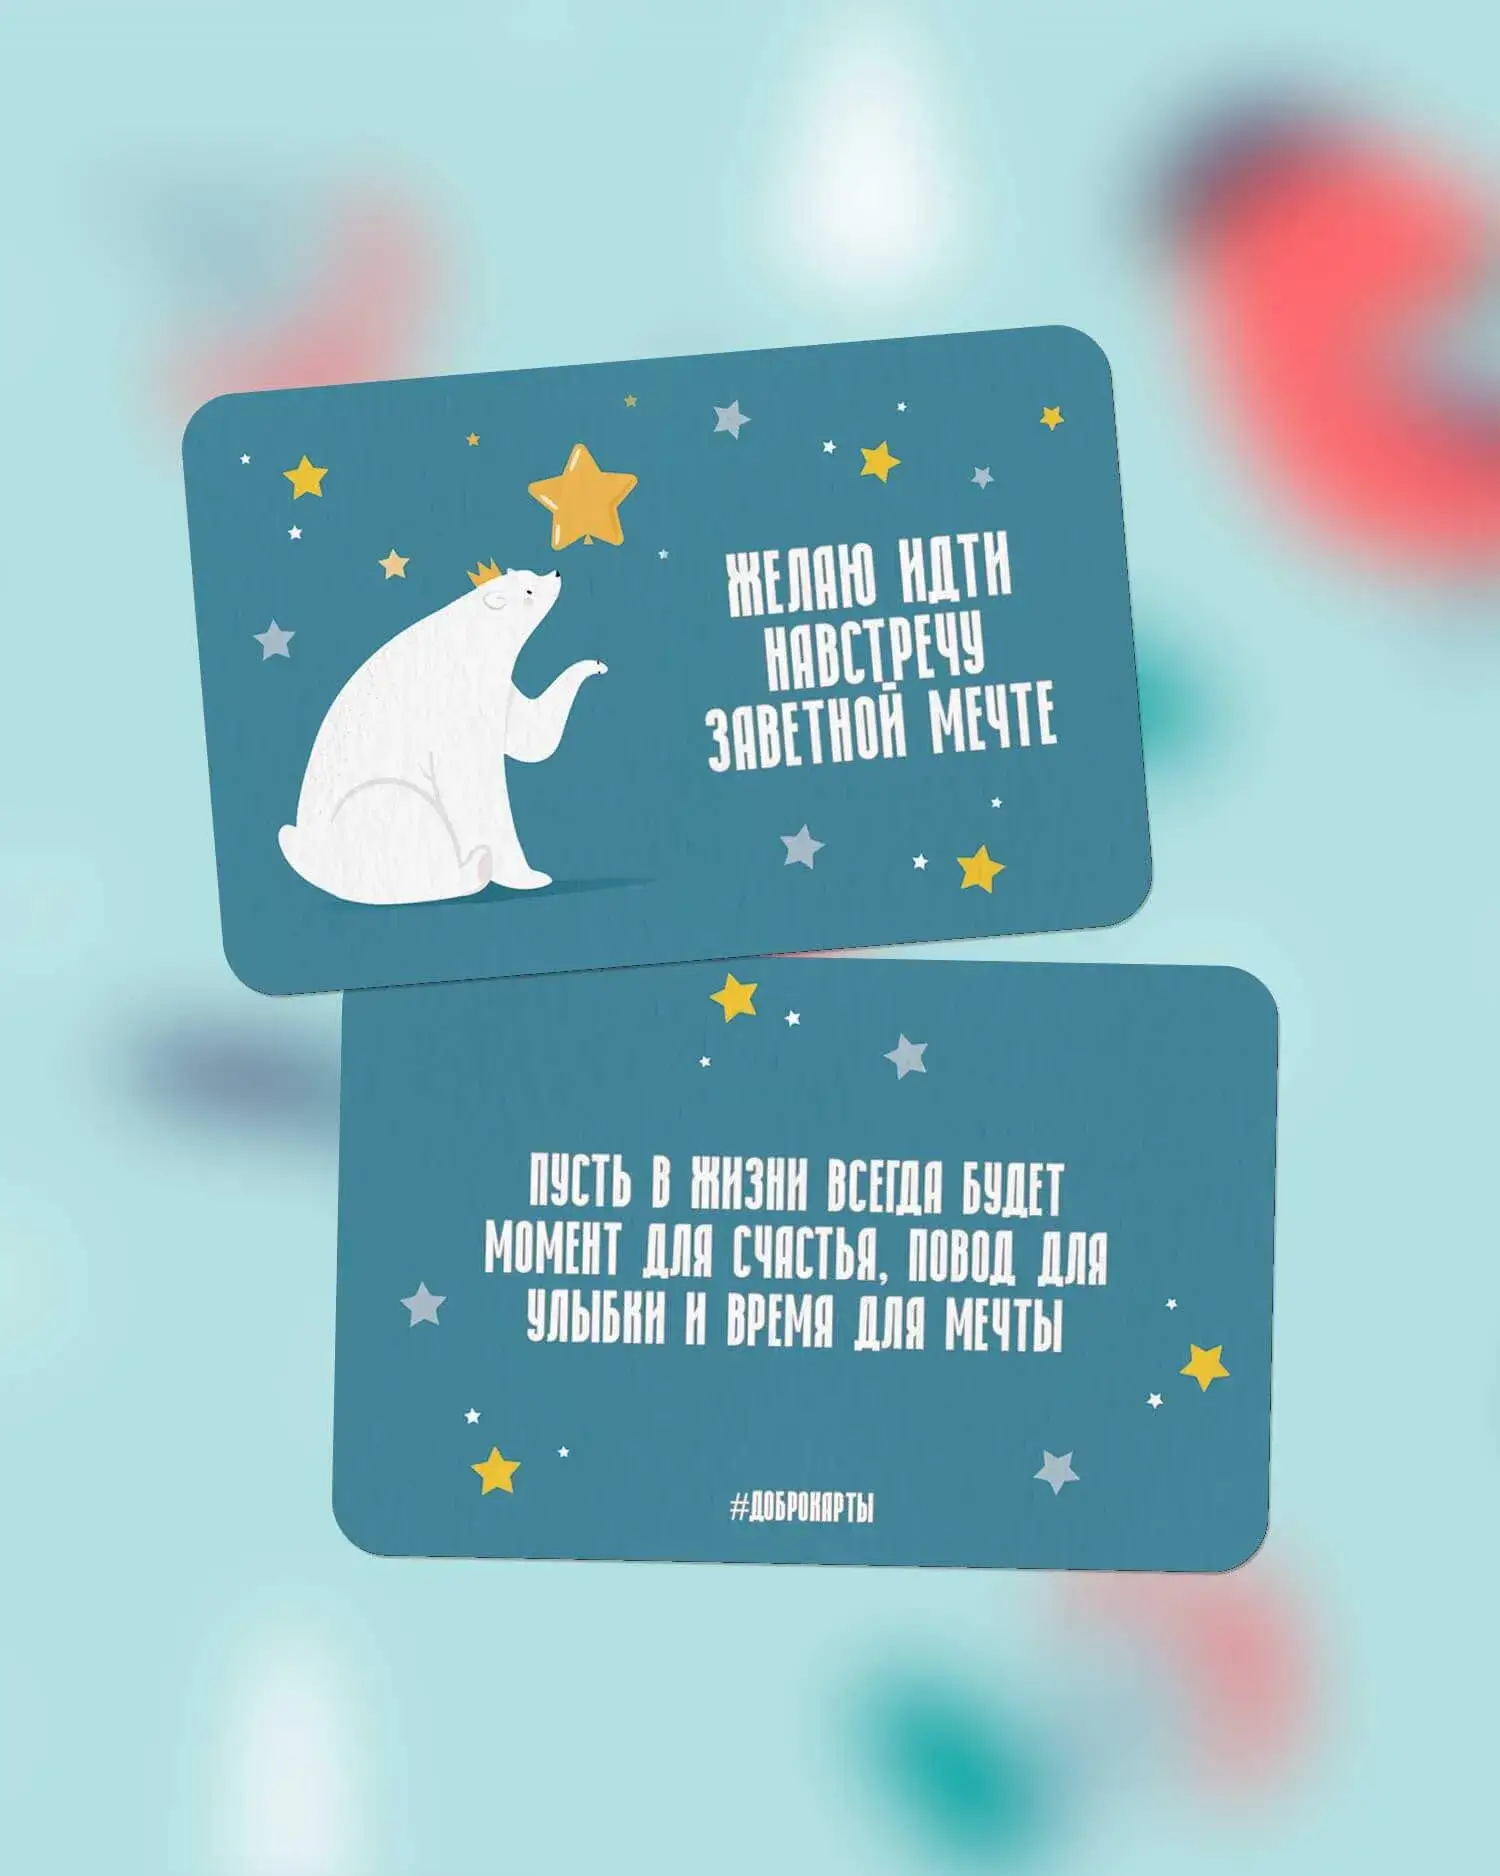 ЖЕЛАЮ ИДТИ
НАВСТРЕЧУ
ЗАВЕТНОЙ МЕЧТЕ
ПУСТЬ В ЖИЗНИ ВСЕГДА БУДЕТ
МОМЕНТ ДЛЯ СЧАСТЬЯ, ПОВОД ДЛЯ
УЛЫБКИ И ВРЕМЯ ДЛЯ МЕЧТЫ
#ДОБРОКАРТЫ